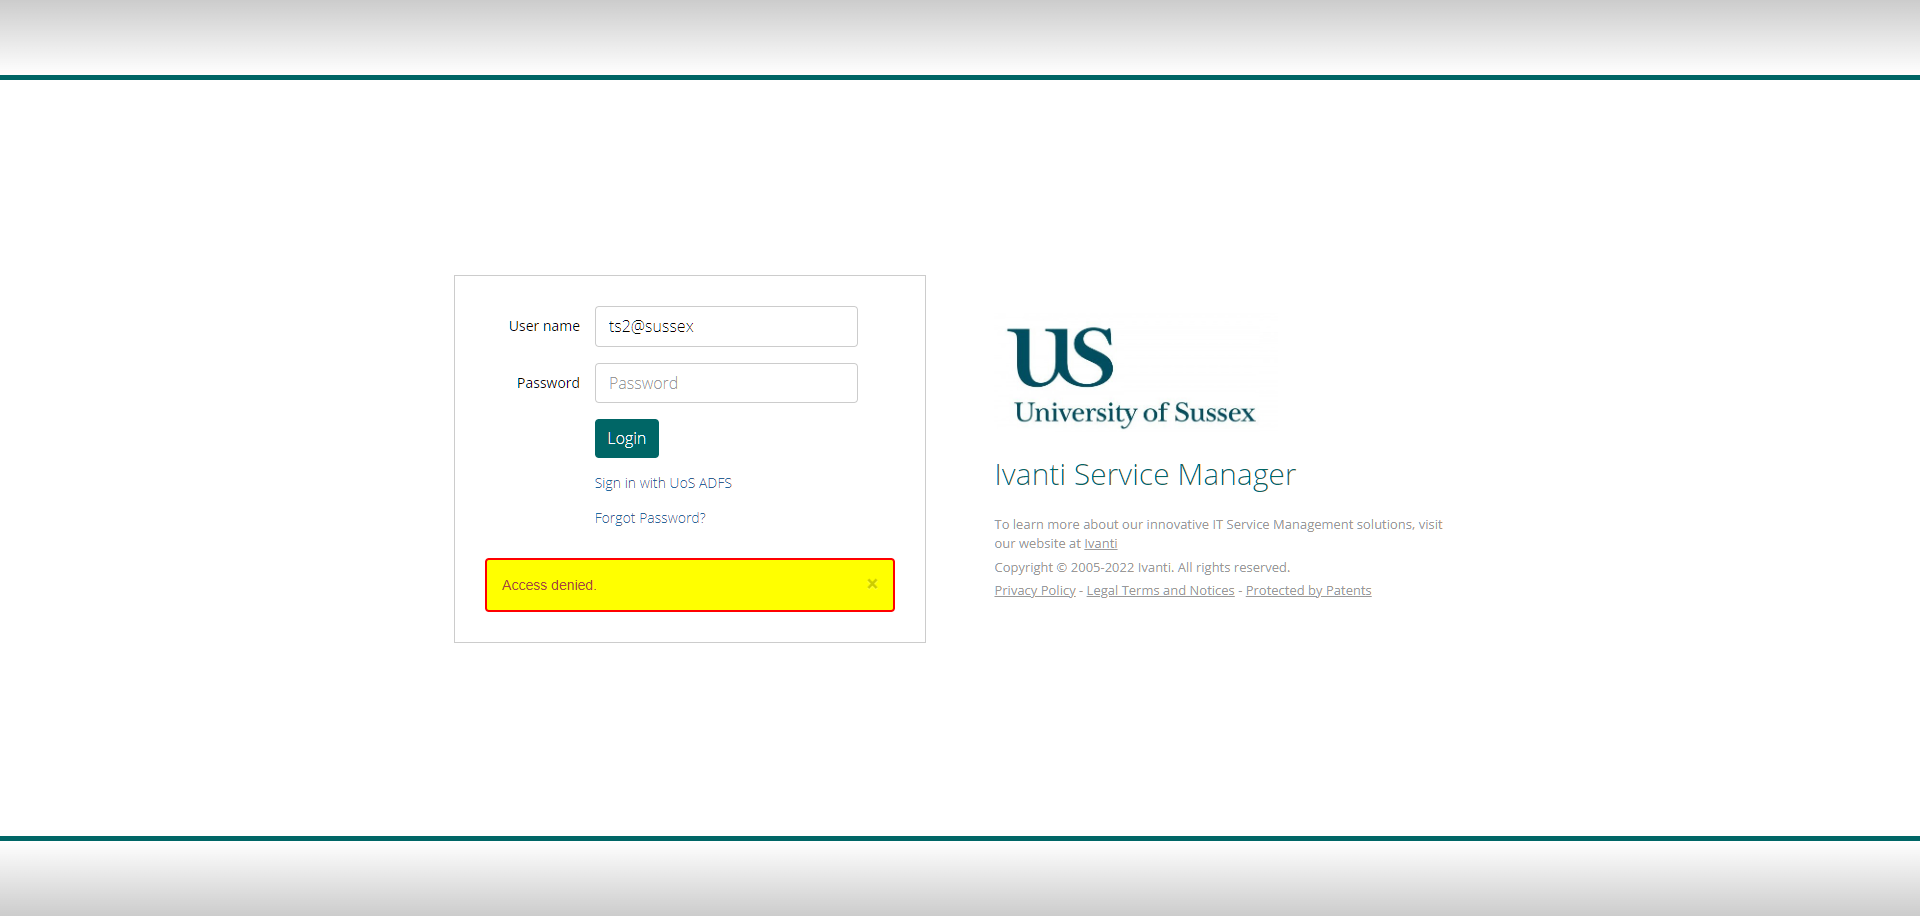 User name
ts2@sussex
Password
Password
Login
Sign in with UoS ADFS
Forgot Password?
Access denied.
×
US
University of Sussex
Ivanti Service Manager
To learn more about our innovative IT Service Management solutions, visit
our website at Ivanti
Copyright © 2005-2022 Ivanti. All rights reserved.
Privacy Policy - Legal Terms and Notices - Protected by Patents